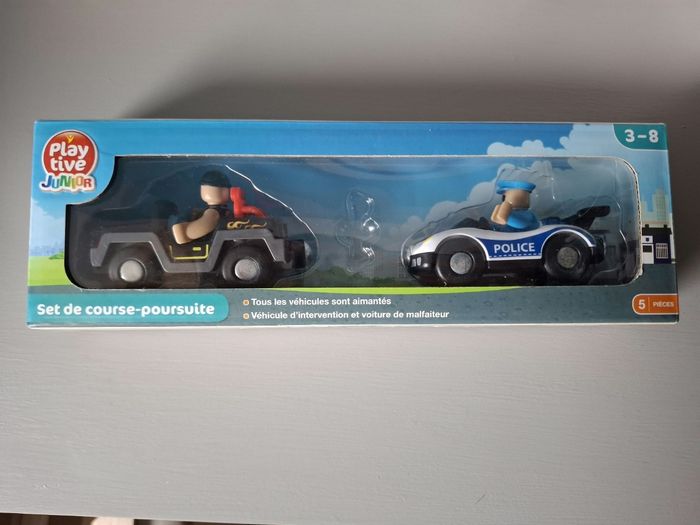 Play
tive
JUNIOR
3-8
POLICE
Set de course-poursuite
Tous les véhicules sont aimantés
Véhicule d'intervention et voiture de malfaiteur
5 PIÈCES